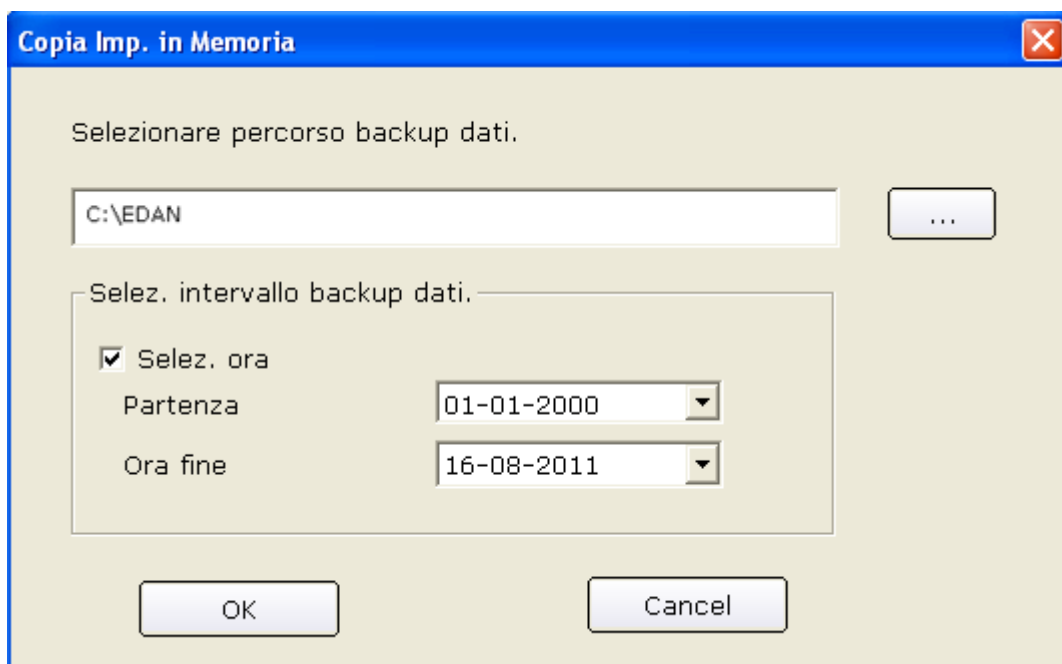 Copia Imp. in Memoria
Selezionare percorso backup dati.
C:\EDAN
...
Selez. intervallo backup dati.
Selez. ora
Partenza
01-01-2000
Ora fine
16-08-2011
OK
Cancel